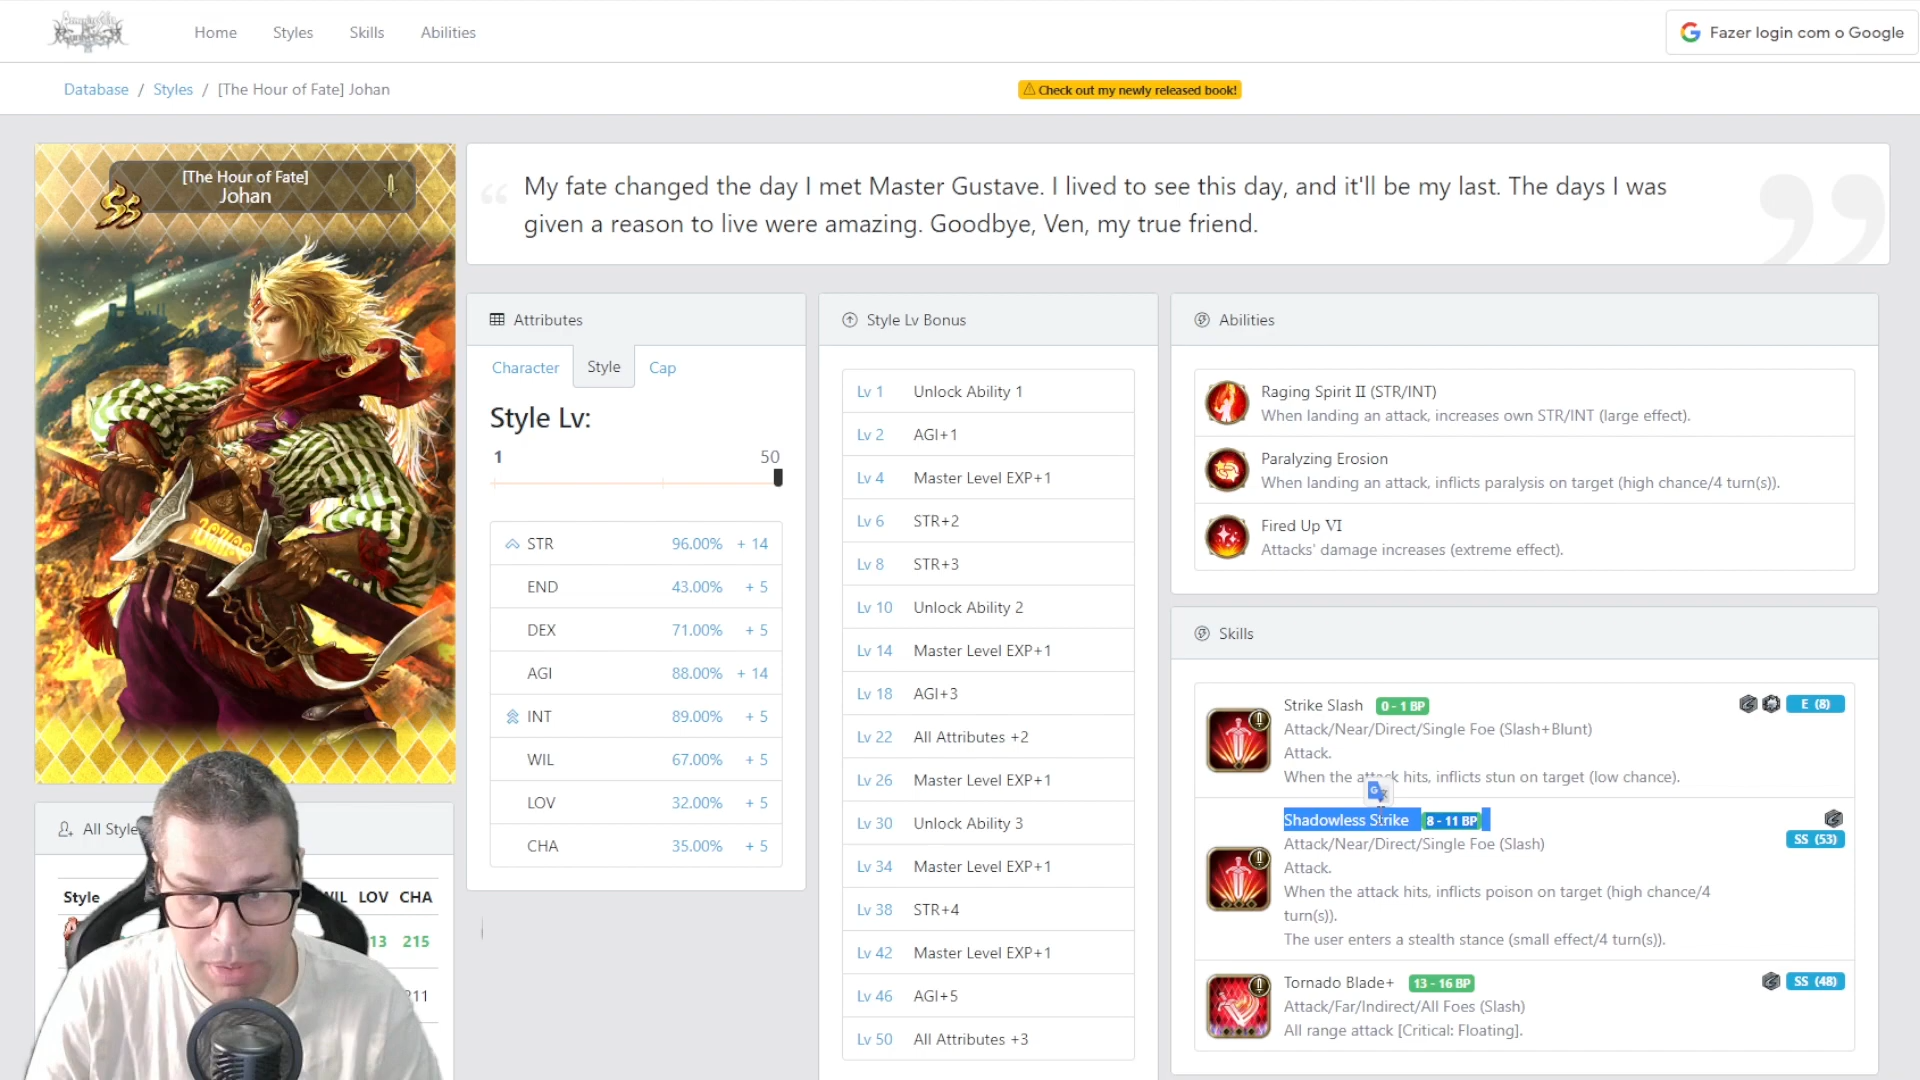 Home
Styles
Skills
Abilities
Fazer login com o Google
Database / Styles / [The Hour of Fate] Johan
Check out my newly released book!
[The Hour of Fate]
Johan
SS
My fate changed the day I met Master Gustave. I lived to see this day, and it'll be my last. The days I was
given a reason to live were amazing. Goodbye, Ven, my true friend.
Attributes
Character
Style
Cap
Style Lv:
1
50
STR 96.00% + 14
END 43.00% + 5
DEX 71.00% + 5
AGI 88.00% + 14
INT 89.00% + 5
WIL 67.00% + 5
LOV 32.00% + 5
CHA 35.00% + 5
Style Lv Bonus
Lv 1 Unlock Ability 1
Lv 2 AGI+1
Lv 4 Master Level EXP+1
Lv 6 STR+2
Lv 8 STR+3
Lv 10 Unlock Ability 2
Lv 14 Master Level EXP+1
Lv 18 AGI+3
Lv 22 All Attributes +2
Lv 26 Master Level EXP+1
Lv 30 Unlock Ability 3
Lv 34 Master Level EXP+1
Lv 38 STR+4
Lv 42 Master Level EXP+1
Lv 46 AGI+5
Lv 50 All Attributes +3
Abilities
Raging Spirit II (STR/INT)
When landing an attack, increases own STR/INT (large effect).
Paralyzing Erosion
When landing an attack, inflicts paralysis on target (high chance/4 turn(s)).
Fired Up VI
Attacks' damage increases (extreme effect).
Skills
Strike Slash 0 - 1 BP E (8)
Attack/Near/Direct/Single Foe (Slash+Blunt)
Attack.
When the attack hits, inflicts stun on target (low chance).
Shadowless Strike 8 - 11 BP
SS (53)
Attack/Near/Direct/Single Foe (Slash)
Attack.
When the attack hits, inflicts poison on target (high chance/4
turn(s)).
The user enters a stealth stance (small effect/4 turn(s)).
Tornado Blade+ 13 - 16 BP SS (48)
Attack/Far/Indirect/All Foes (Slash)
All range attack [Critical: Floating].
All Style
Style LOV CHA
13 215
211